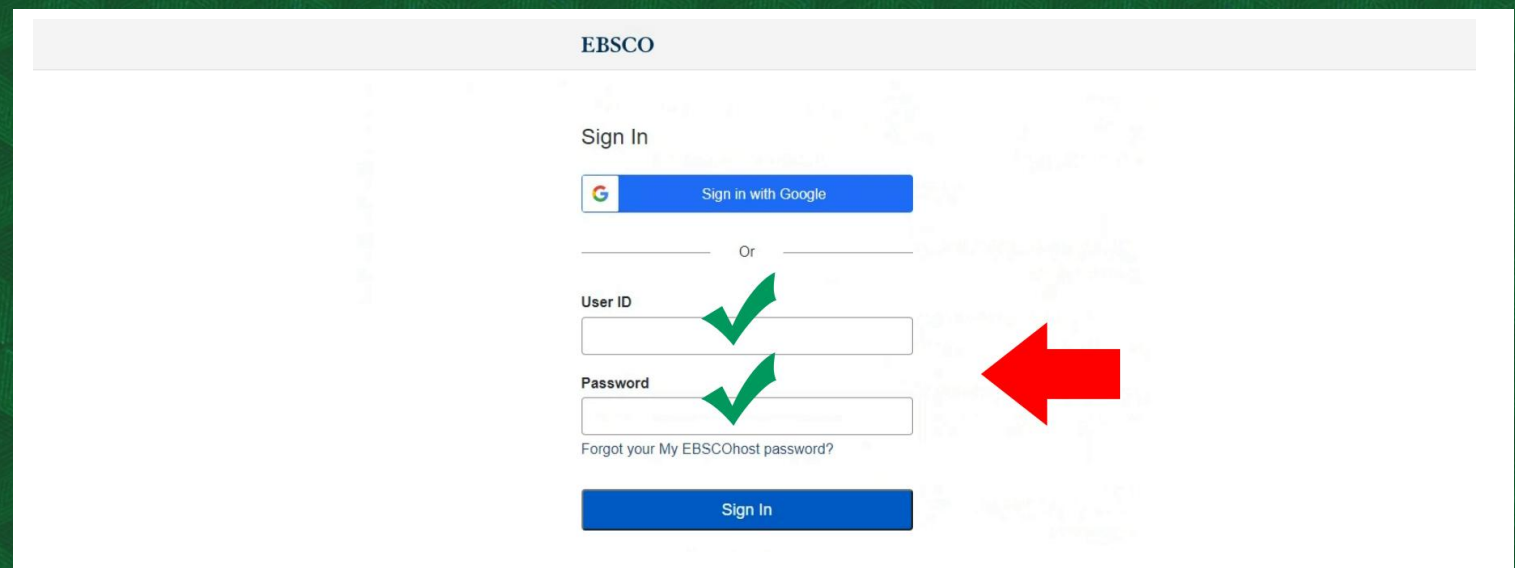 EBSCO
Sign In
Sign in with Google
Or
User ID
Password
Forgot your My EBSCOhost password?
Sign In